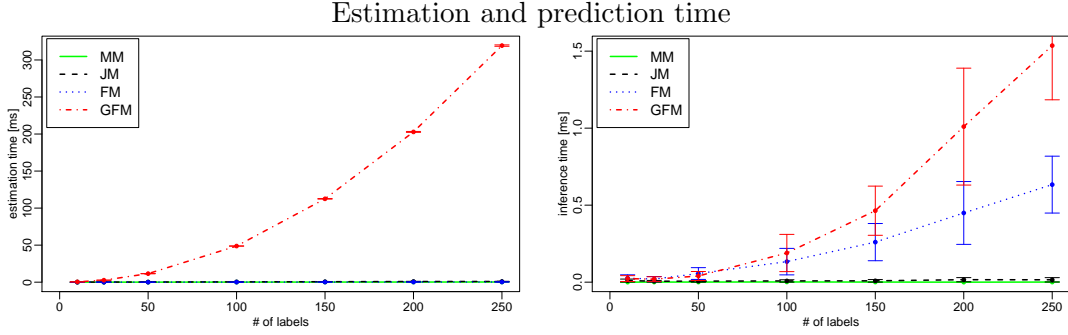 Estimation and prediction time
estimation time [ms]
0 50 100 150 200 250 300
MM
JM
FM
GFM
0 50 100 150 200 250
# of labels
inference time [ms]
0.0 0.5 1.0 1.5
MM
JM
FM
GFM
0 50 100 150 200 250
# of labels